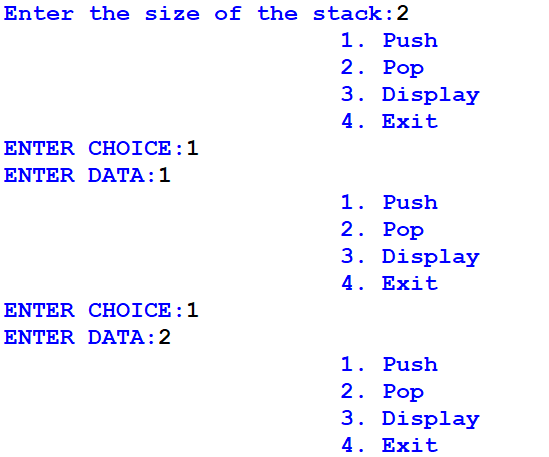 Enter the size of the stack:2
1. Push
2. Pop
3. Display
4. Exit
ENTER CHOICE:1
ENTER DATA:1
1. Push
2. Pop
3. Display
4. Exit
ENTER CHOICE:1
ENTER DATA:2
1. Push
2. Pop
3. Display
4. Exit